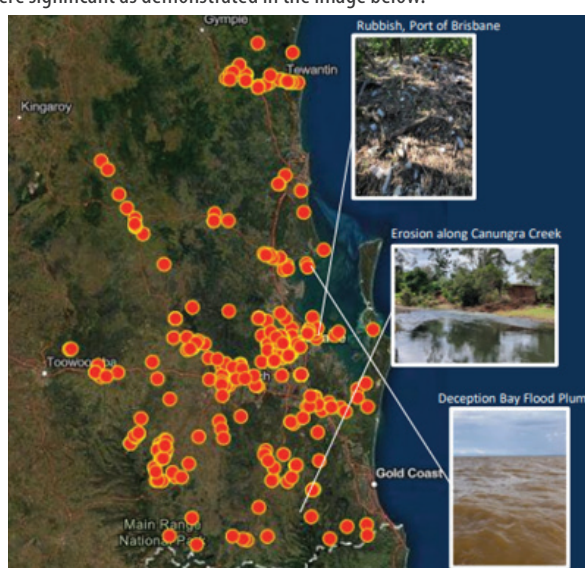 ere significant as demonstrated in the image below.
Gympie
Rubbish, Port of Brisbane
Tewantin
Kingaroy
Erosion along Canungra Creek
Toowoomba
Deception Bay Flood Plum
Gold Coast
Main Range
National Park